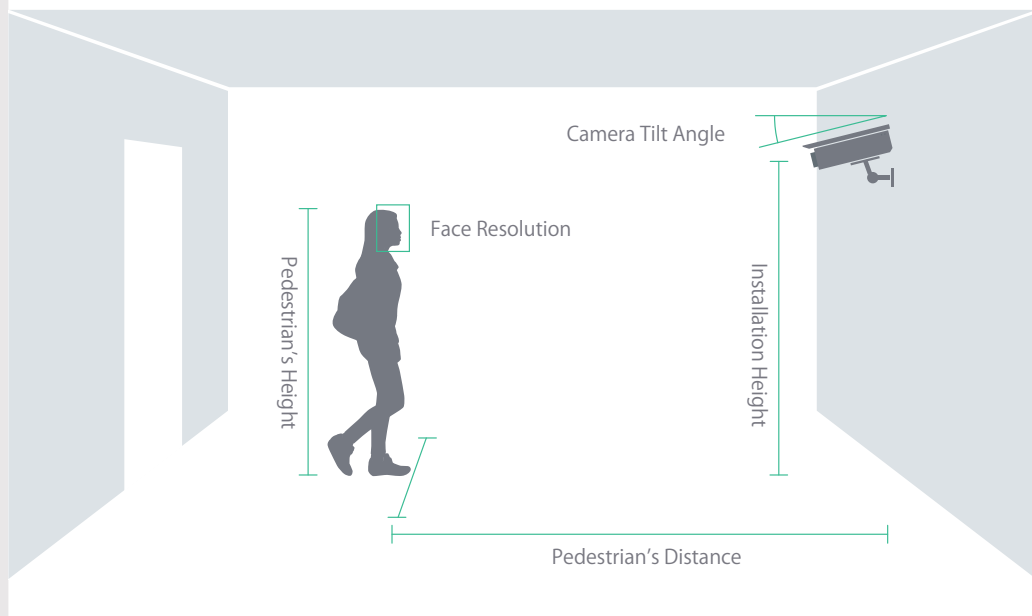 Camera Tilt Angle
Face Resolution
Pedestrian's Height
Installation Height
Pedestrian's Distance